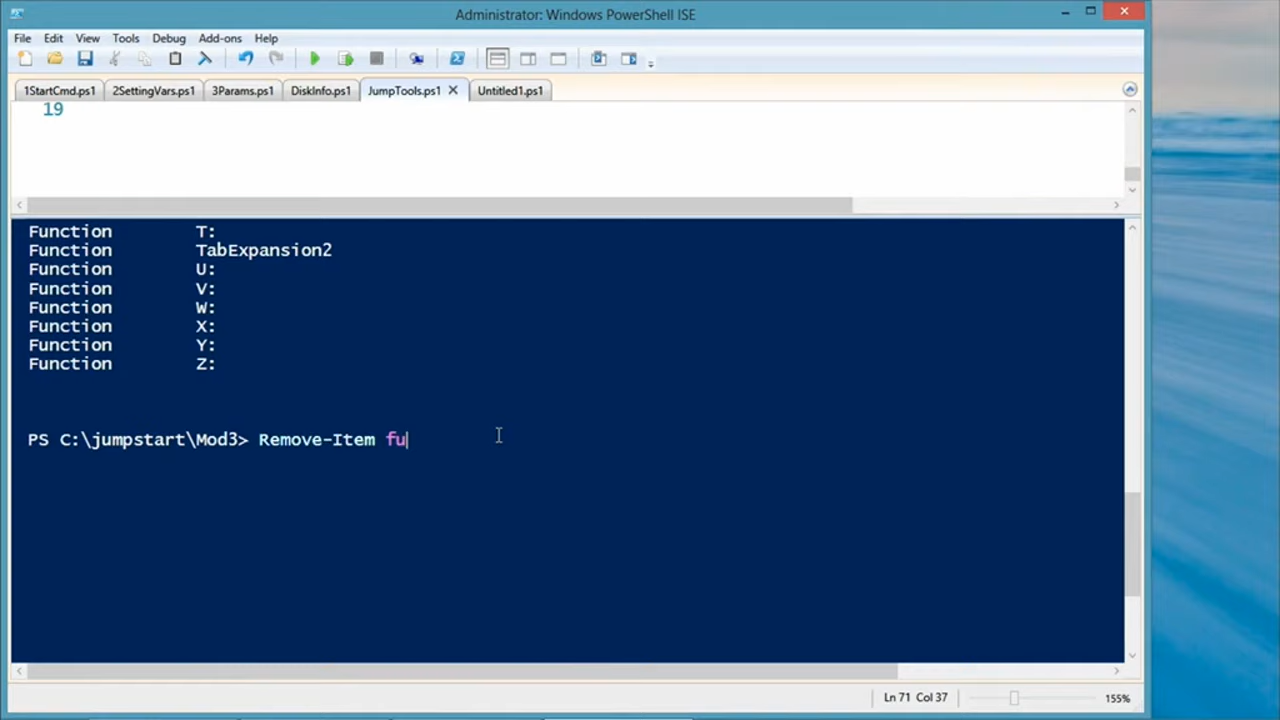 Administrator: Windows PowerShell ISE
File Edit View Tools Debug Add-ons Help
1StartCmd.ps1 2SettingVars.ps1 3Params.ps1 DiskInfo.ps1 JumpTools.ps1 Untitled1.ps1
19
Function T:
Function TabExpansion2
Function U:
Function V:
Function W:
Function X:
Function Y:
Function Z:
PS C:\jumpstart\Mod3> Remove-Item fu
Ln 71 Col 37 155%